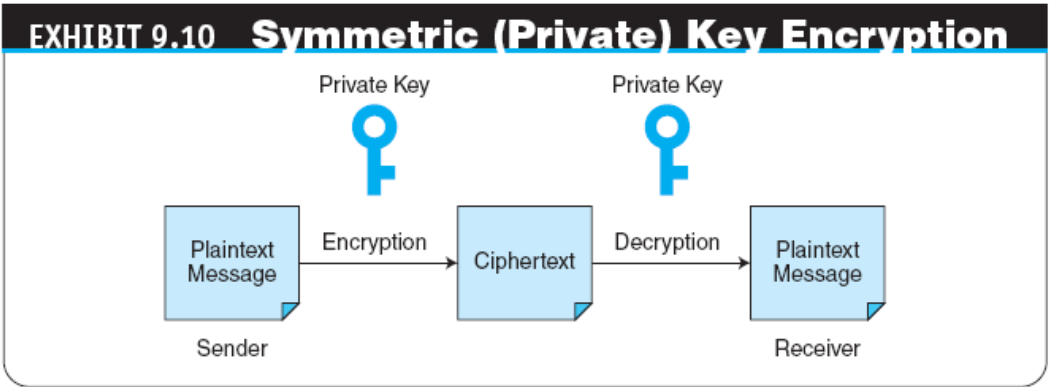 EXHIBIT 9.10 Symmetric (Private) Key Encryption
Private Key
Private Key
Plaintext
Message
Encryption
Ciphertext
Decryption
Plaintext
Message
Sender
Receiver